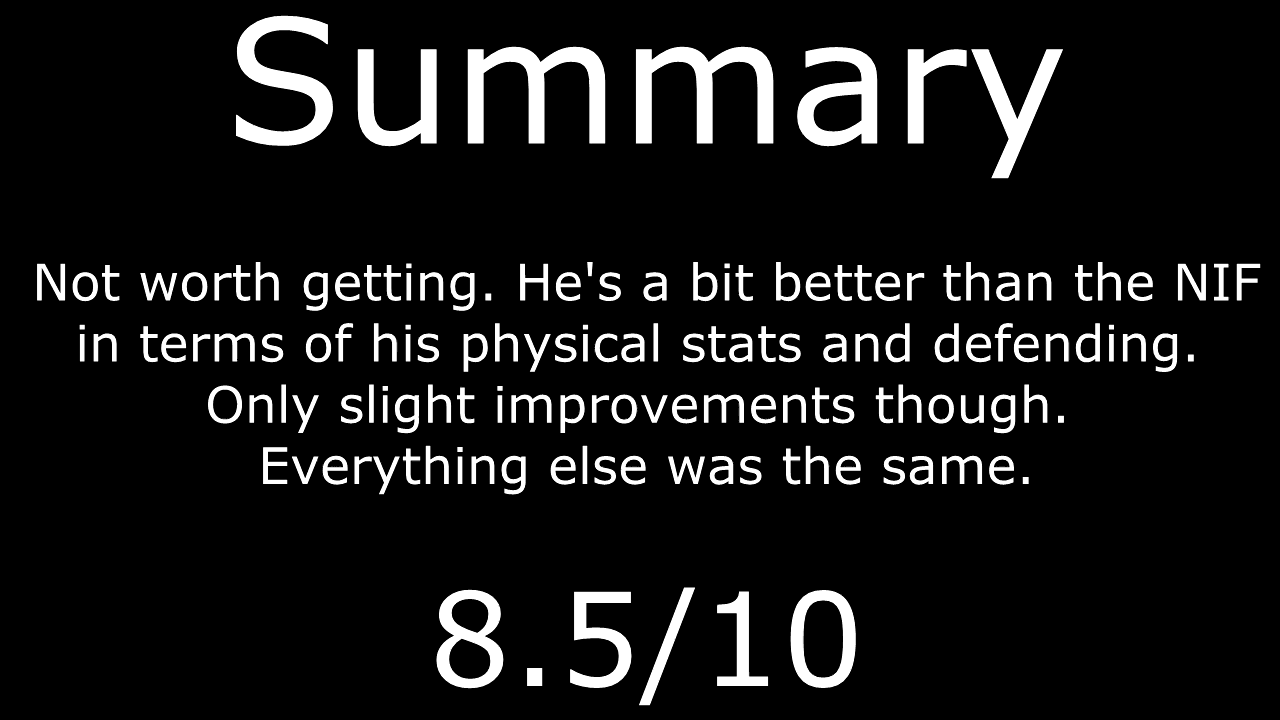 Summary
Not worth getting. He's a bit better than the NIF
in terms of his physical stats and defending.
Only slight improvements though.
Everything else was the same.
8.5/10